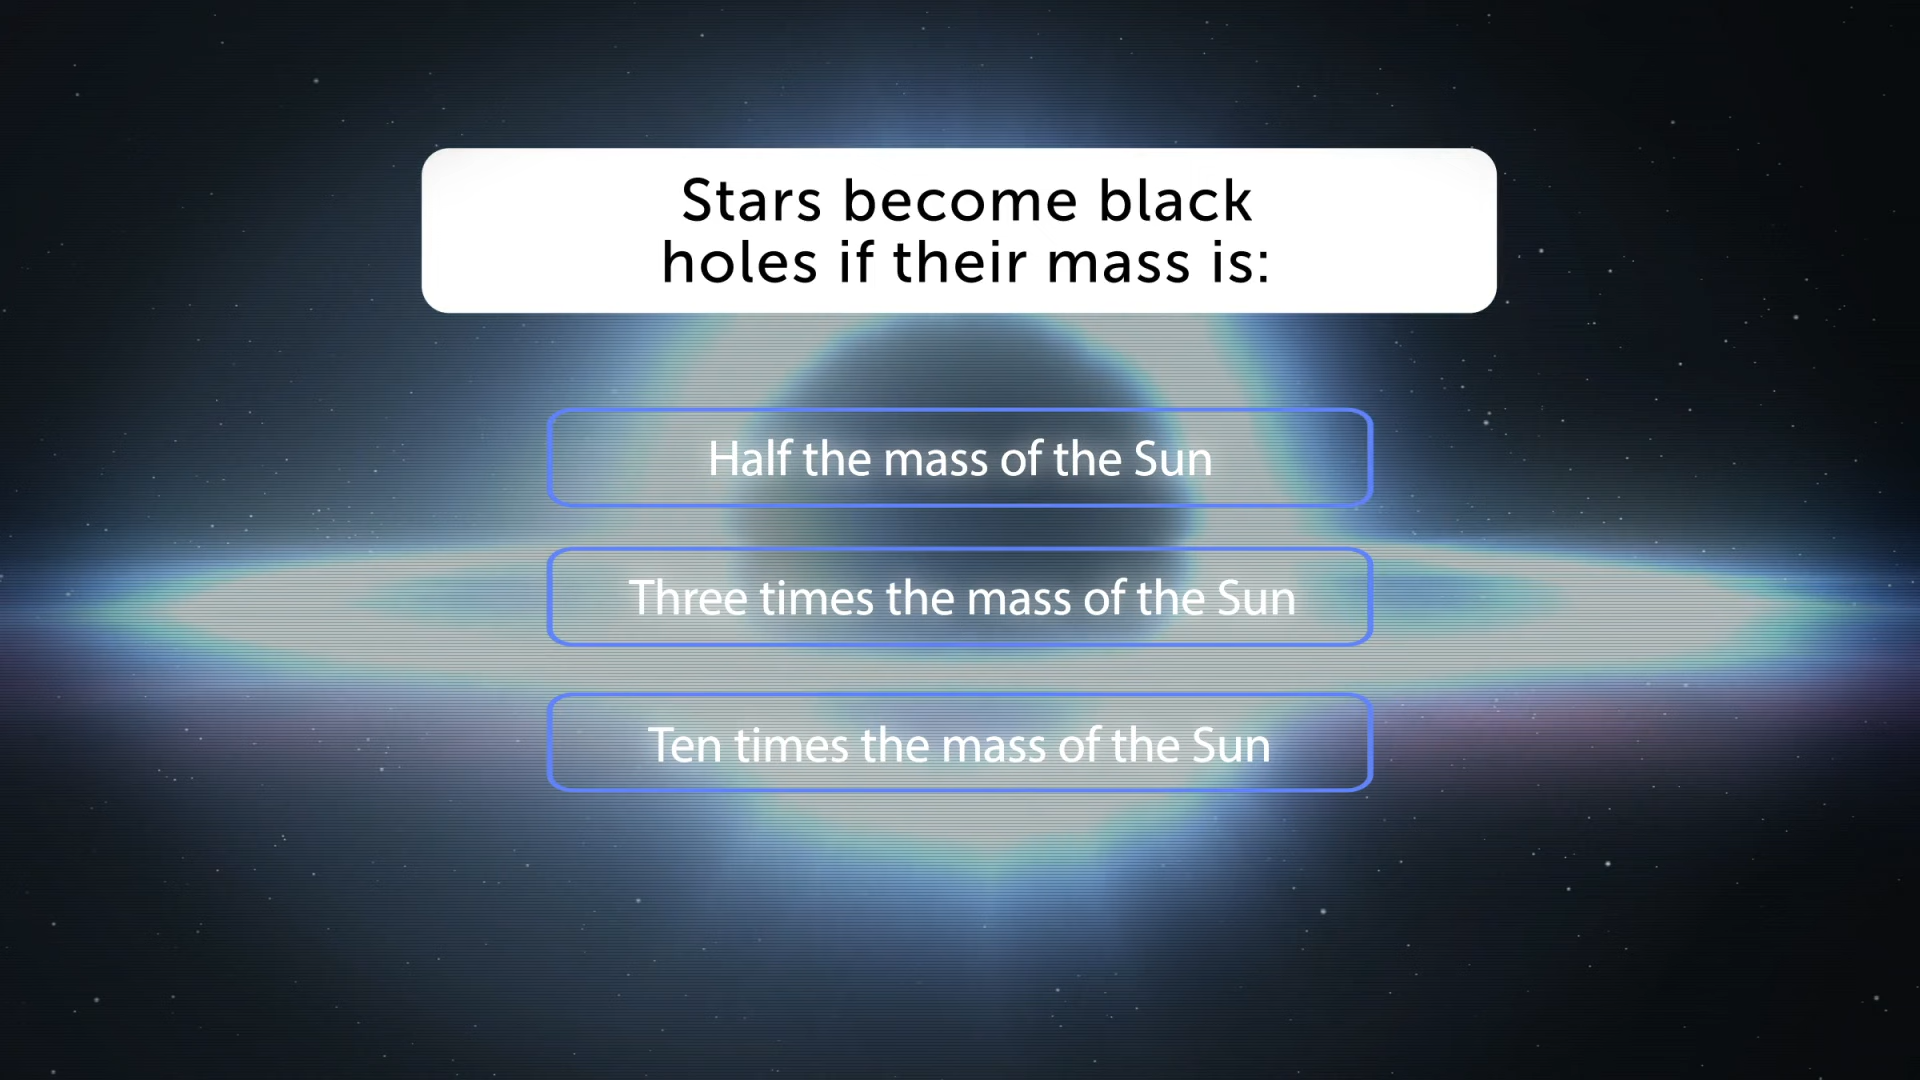 Stars become black
holes if their mass is:
Half the mass of the Sun
Three times the mass of the Sun
Ten times the mass of the Sun